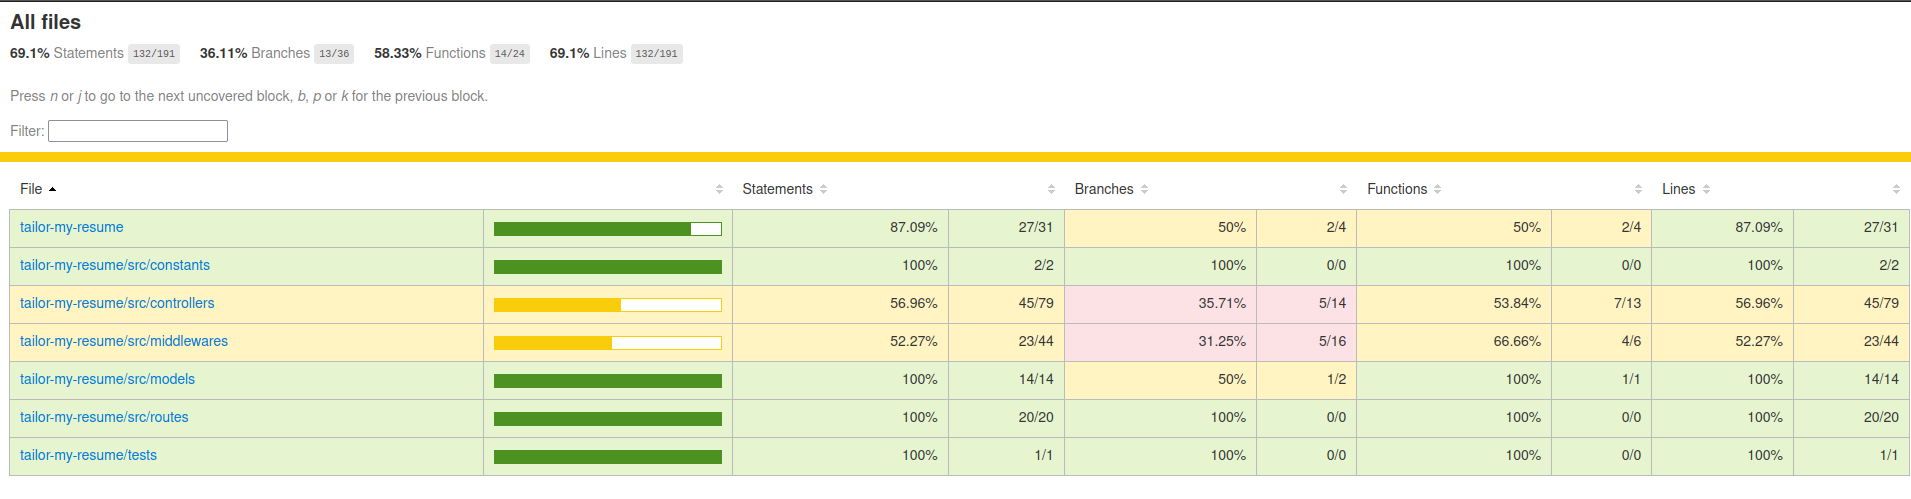 All files
69.1% Statements 132/191 36.11% Branches 13/36 58.33% Functions 14/24 69.1% Lines 132/191
Press n or j to go to the next uncovered block, b, p or k for the previous block.
Filter:
File Statements Branches Functions Lines
tailor-my-resume 87.09% 27/31 50% 2/4 50% 2/4 87.09% 27/31
tailor-my-resume/src/constants 100% 2/2 100% 0/0 100% 0/0 100% 2/2
tailor-my-resume/src/controllers 56.96% 45/79 35.71% 5/14 53.84% 7/13 56.96% 45/79
tailor-my-resume/src/middlewares 52.27% 23/44 31.25% 5/16 66.66% 4/6 52.27% 23/44
tailor-my-resume/src/models 100% 14/14 50% 1/2 100% 1/1 100% 14/14
tailor-my-resume/src/routes 100% 20/20 100% 0/0 100% 0/0 100% 20/20
tailor-my-resume/tests 100% 1/1 100% 0/0 100% 0/0 100% 1/1